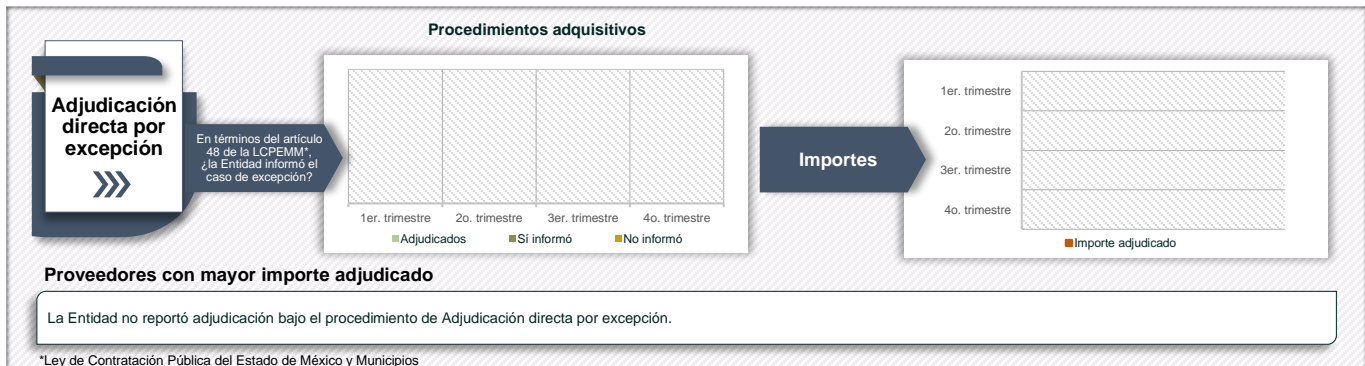 Procedimientos adquisitivos
Adjudicación
directa por
excepción
En términos del artículo
48 de la LCPEMM*,
¿la Entidad informó el
caso de excepción?
1er. trimestre
2o. trimestre
3er. trimestre
4o. trimestre
Adjudicados
Sí informó
No informó
Importes
1er. trimestre
2o. trimestre
3er. trimestre
4o. trimestre
Importe adjudicado
Proveedores con mayor importe adjudicado
La Entidad no reportó adjudicación bajo el procedimiento de Adjudicación directa por excepción.
*Ley de Contratación Pública del Estado de México y Municipios